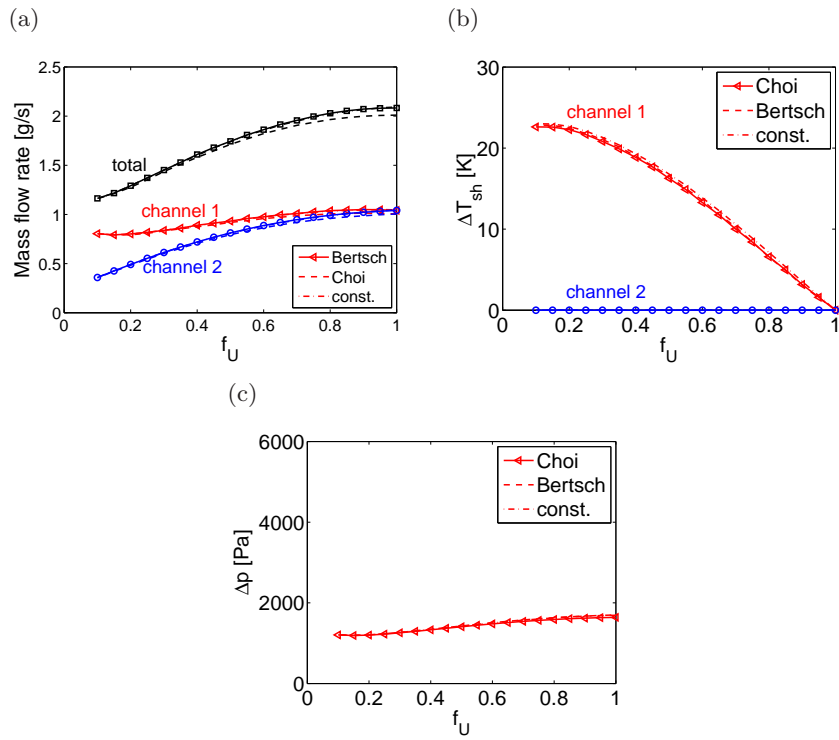 (a)
Mass flow rate [g/s]
2.5
2
1.5
1
0.5
0
0 0.2 0.4 0.6 0.8 1
f_U
total
channel 1
channel 2
Bertsch
Choi
const.
(b)
ΔT_sh [K]
30
20
10
0
0 0.2 0.4 0.6 0.8 1
f_U
channel 1
channel 2
Choi
Bertsch
const.
(c)
Δp [Pa]
6000
4000
2000
0
0 0.2 0.4 0.6 0.8 1
f_U
Choi
Bertsch
const.